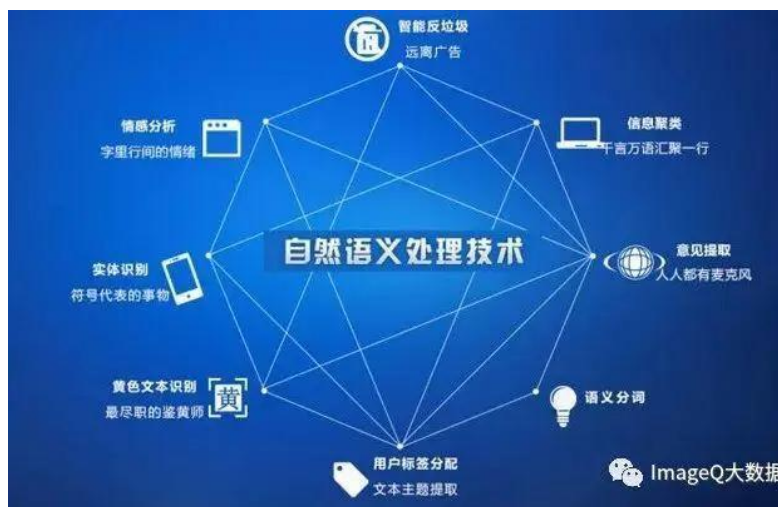 智能反垃圾
远离广告
情感分析
字里行间的情绪
信息聚类
千言万语汇聚一行
自然语义处理技术
实体识别
符号代表的事物
意见提取
人人都有麦克风
黄色文本识别
最尽职的鉴黄师
黄
语义分词
用户标签分配
文本主题提取
ImageQ大数据